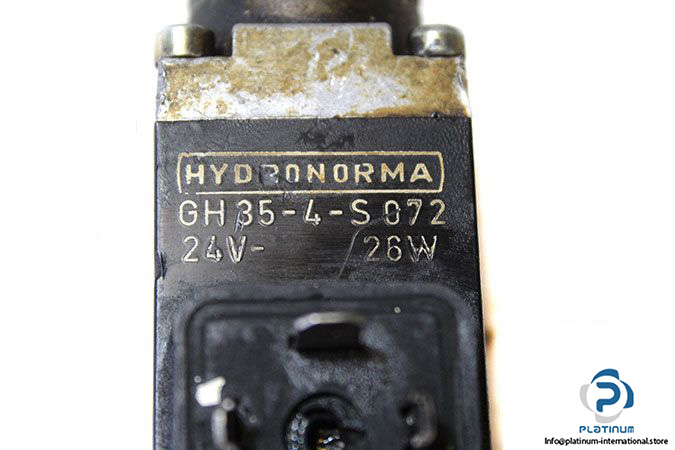 HYDRONORMA
GH35-4-S072
24V- 26W
PLATINUM
info@platinum-international.store